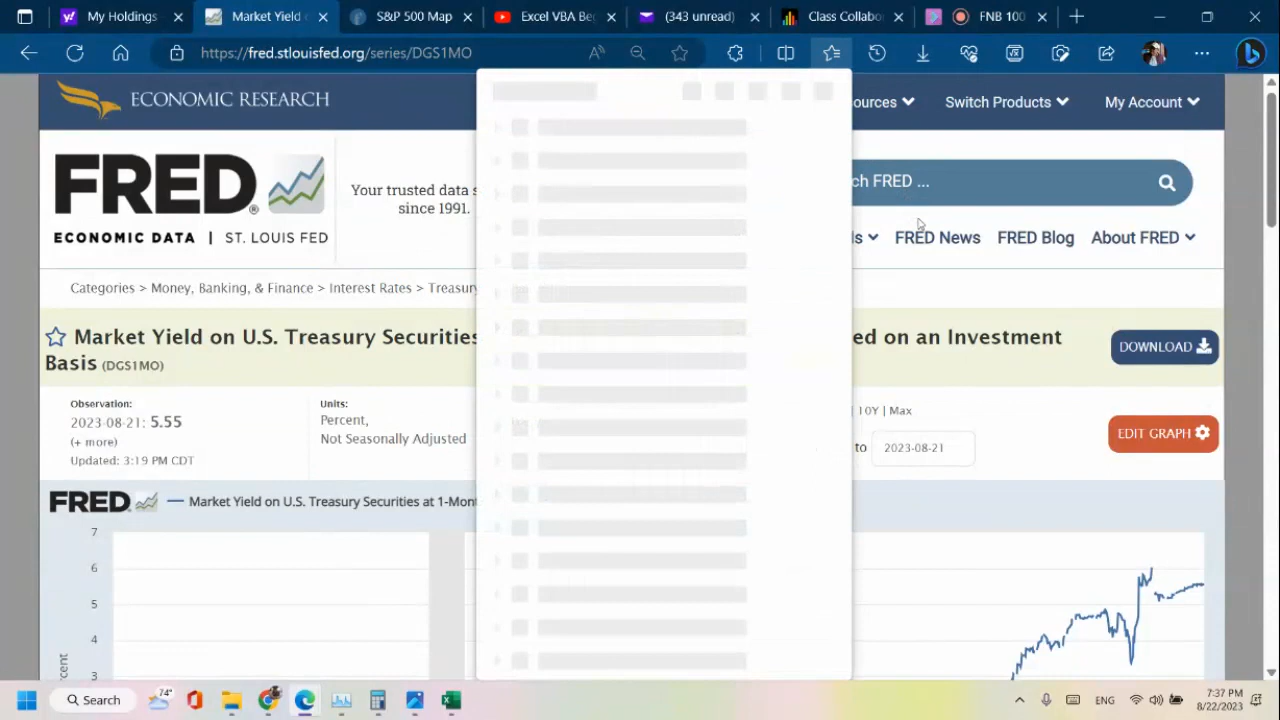 My Holdings
Market Yield
S&P 500 Map
Excel VBA Be
(343 unread)
Class Collabo
FNB 100
https://fred.stlouisfed.org/series/DGS1MO
ECONOMIC RESEARCH
ources
Switch Products
My Account
FRED
Your trusted data s
since 1991.
ECONOMIC DATA | ST. LOUIS FED
ch FRED ...
ls
FRED News
FRED Blog
About FRED
Categories > Money, Banking, & Finance > Interest Rates > Treasury
Market Yield on U.S. Treasury Securities
ed on an Investment
Basis (DGS1MO)
DOWNLOAD
Observation:
2023-08-21: 5.55
(+ more)
Updated: 3:19 PM CDT
Units:
Percent,
Not Seasonally Adjusted
| 10Y | Max
to
2023-08-21
EDIT GRAPH
FRED
Market Yield on U.S. Treasury Securities at 1-Mont
7
6
5
4
3
rcent
Search
74°
ENG
7:37 PM
8/22/2023